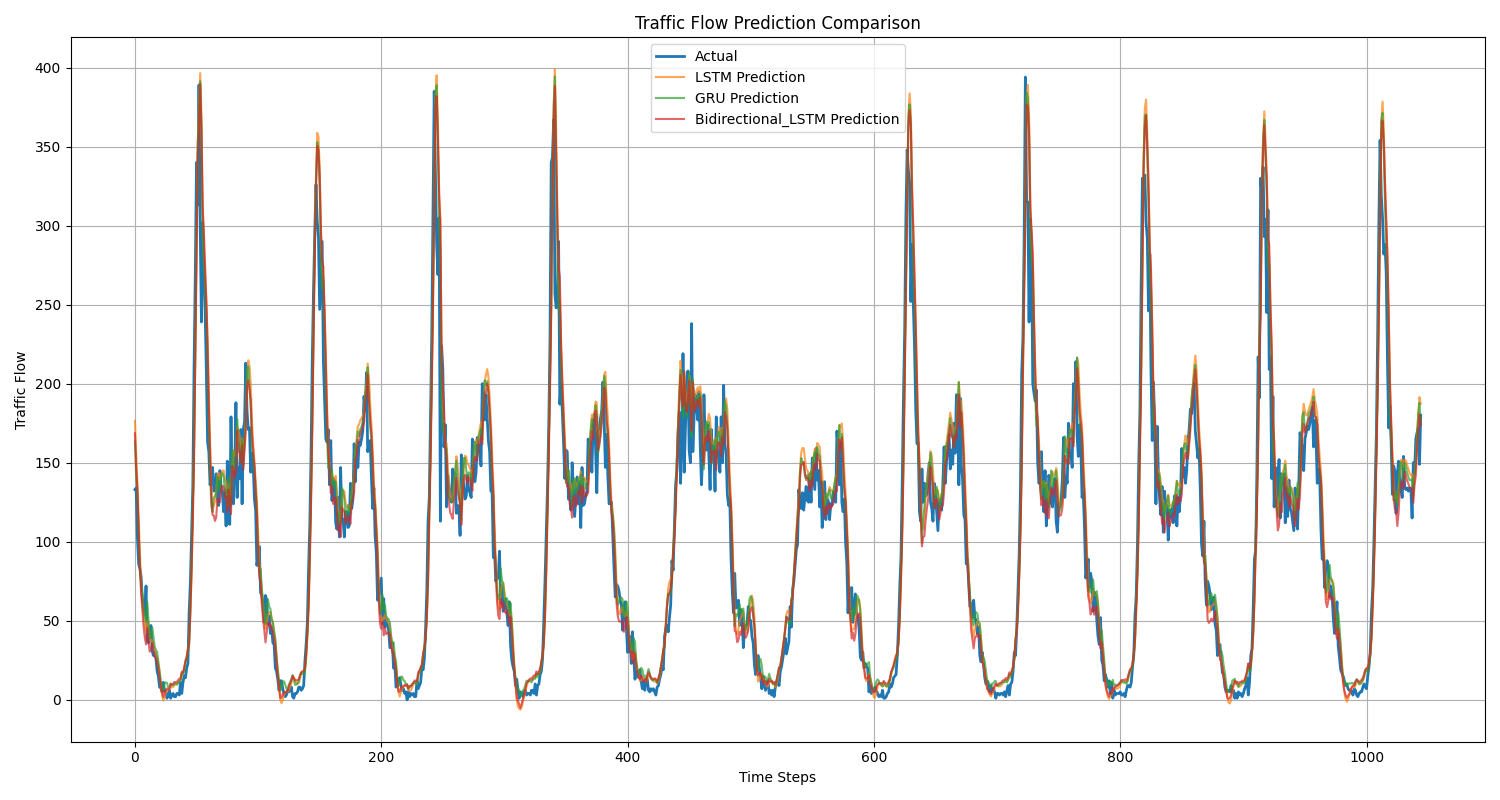 Traffic Flow Prediction Comparison
Actual
LSTM Prediction
GRU Prediction
Bidirectional_LSTM Prediction
Traffic Flow
400
350
300
250
200
150
100
50
0
0 200 400 600 800 1000
Time Steps